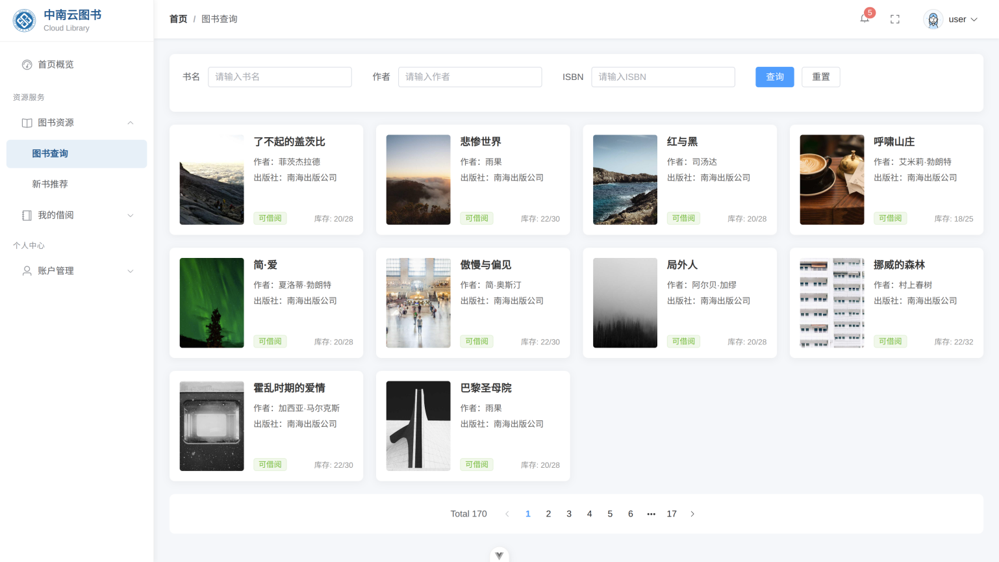 中南云图书
Cloud Library
首页 / 图书查询
5
user
首页概览
资源服务
图书资源
图书查询
新书推荐
我的借阅
个人中心
账户管理
书名 请输入书名 作者 请输入作者 ISBN 请输入ISBN 查询 重置
了不起的盖茨比
作者：菲茨杰拉德
出版社：南海出版公司
可借阅 库存: 20/28
悲惨世界
作者：雨果
出版社：南海出版公司
可借阅 库存: 22/30
红与黑
作者：司汤达
出版社：南海出版公司
可借阅 库存: 20/28
呼啸山庄
作者：艾米莉·勃朗特
出版社：南海出版公司
可借阅 库存: 18/25
简·爱
作者：夏洛蒂·勃朗特
出版社：南海出版公司
可借阅 库存: 20/28
傲慢与偏见
作者：简·奥斯汀
出版社：南海出版公司
可借阅 库存: 22/30
局外人
作者：阿尔贝·加缪
出版社：南海出版公司
可借阅 库存: 20/28
挪威的森林
作者：村上春树
出版社：南海出版公司
可借阅 库存: 22/32
霍乱时期的爱情
作者：加西亚·马尔克斯
出版社：南海出版公司
可借阅 库存: 22/30
巴黎圣母院
作者：雨果
出版社：南海出版公司
可借阅 库存: 20/28
Total 170 1 2 3 4 5 6 ••• 17